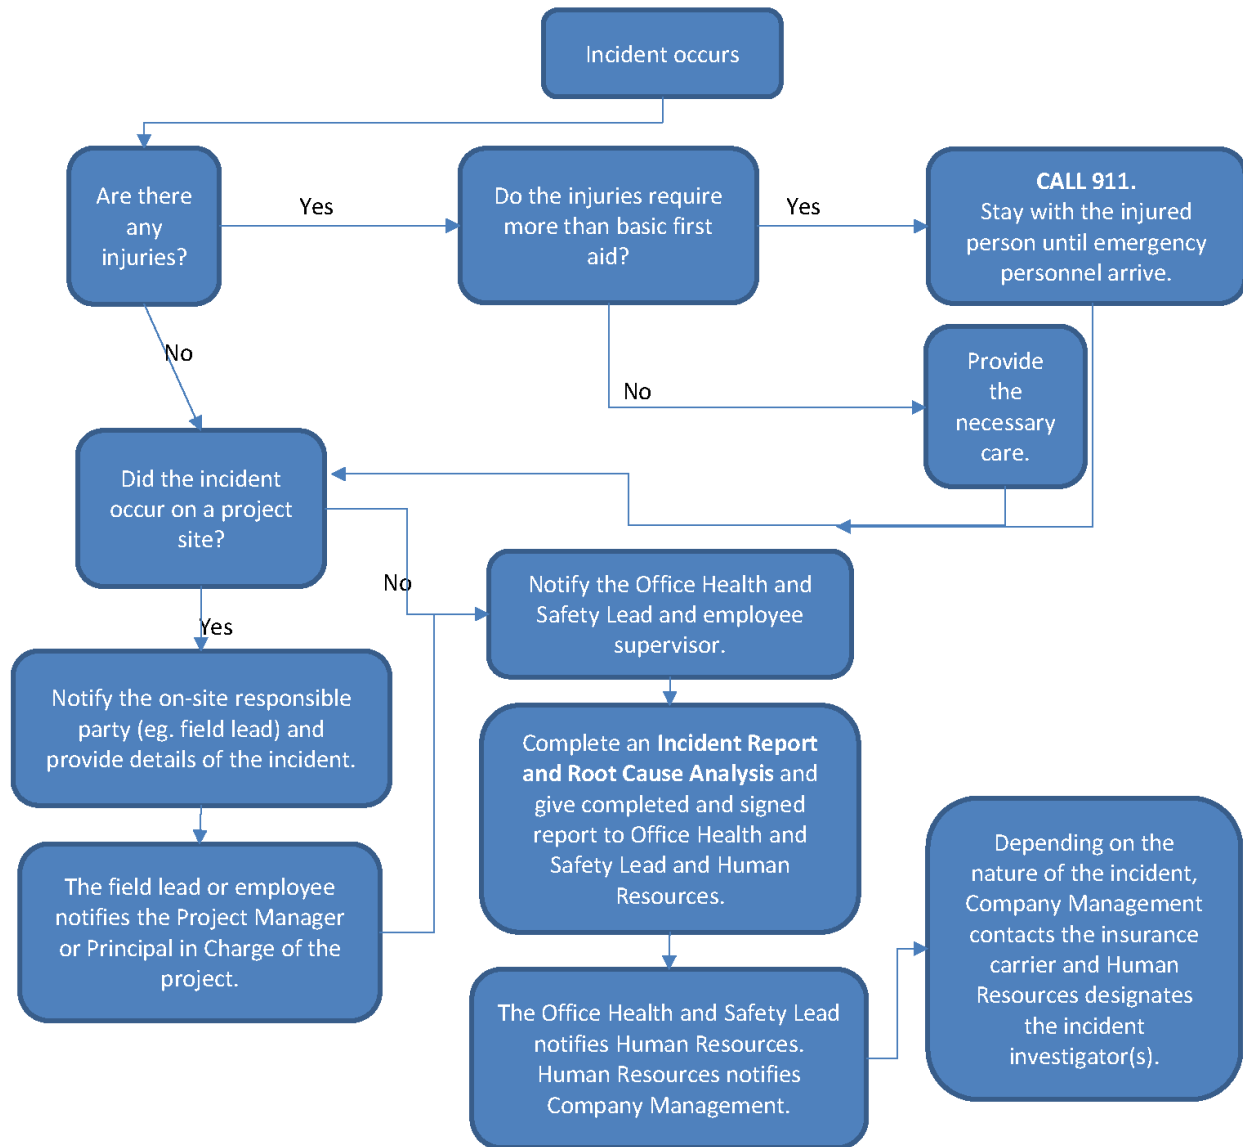 Incident occurs
Are there
any
injuries?
Yes
Do the injuries require
more than basic first
aid?
Yes
CALL 911.
Stay with the injured
person until emergency
personnel arrive.
No
No
Provide
the
necessary
care.
Did the incident
occur on a project
site?
No
Yes
Notify the Office Health and
Safety Lead and employee
supervisor.
Notify the on-site responsible
party (eg. field lead) and
provide details of the incident.
Complete an Incident Report
and Root Cause Analysis and
give completed and signed
report to Office Health and
Safety Lead and Human
Resources.
The field lead or employee
notifies the Project Manager
or Principal in Charge of the
project.
Depending on the
nature of the incident,
Company Management
contacts the insurance
carrier and Human
Resources designates
the incident
investigator(s).
The Office Health and Safety Lead
notifies Human Resources.
Human Resources notifies
Company Management.